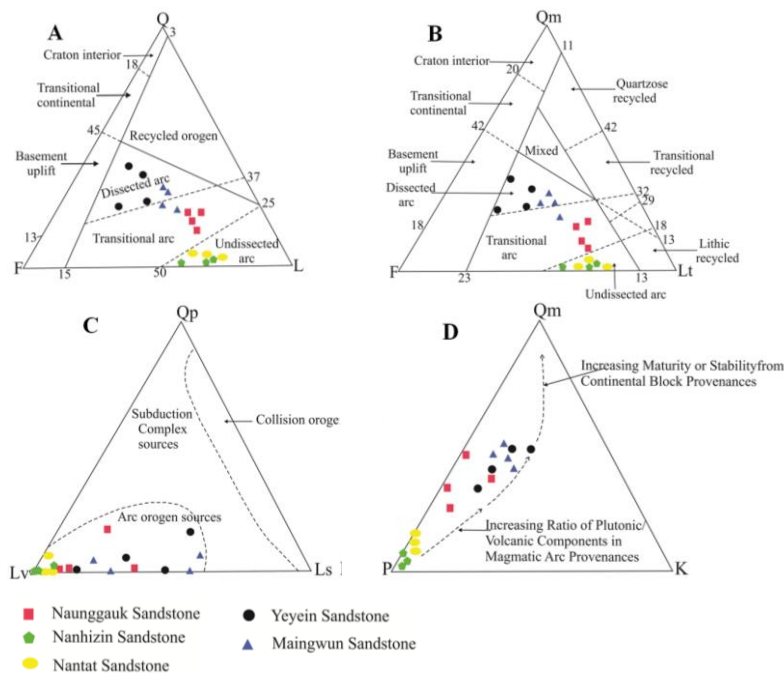 A
Q
3
Craton interior
18
Transitional
continental
Recycled orogen
45
Basement
uplift
37
Dissected arc
25
Transitional arc
Undissected
arc
13
F
15
50
L
B
Qm
11
Craton interior
20
Quartzose
recycled
Transitional
continental
42
42
Mixed
Basement
uplift
Transitional
recycled
Dissected
arc
32
29
18
18
13
Transitional
arc
Lithic
recycled
F
23
13
Lt
Undissected arc
C
Qp
Subduction
Complex
sources
Collision oroge
Arc orogen sources
Lv
Ls
D
Qm
Increasing Maturity or Stabilityfrom
Continental Block Provenances
Increasing Ratio of Plutonic/
Volcanic Components in
Magmatic Arc Provenances
P
K
Naunggauk Sandstone
Nanhizin Sandstone
Nantat Sandstone
Yeyein Sandstone
Maingwun Sandstone